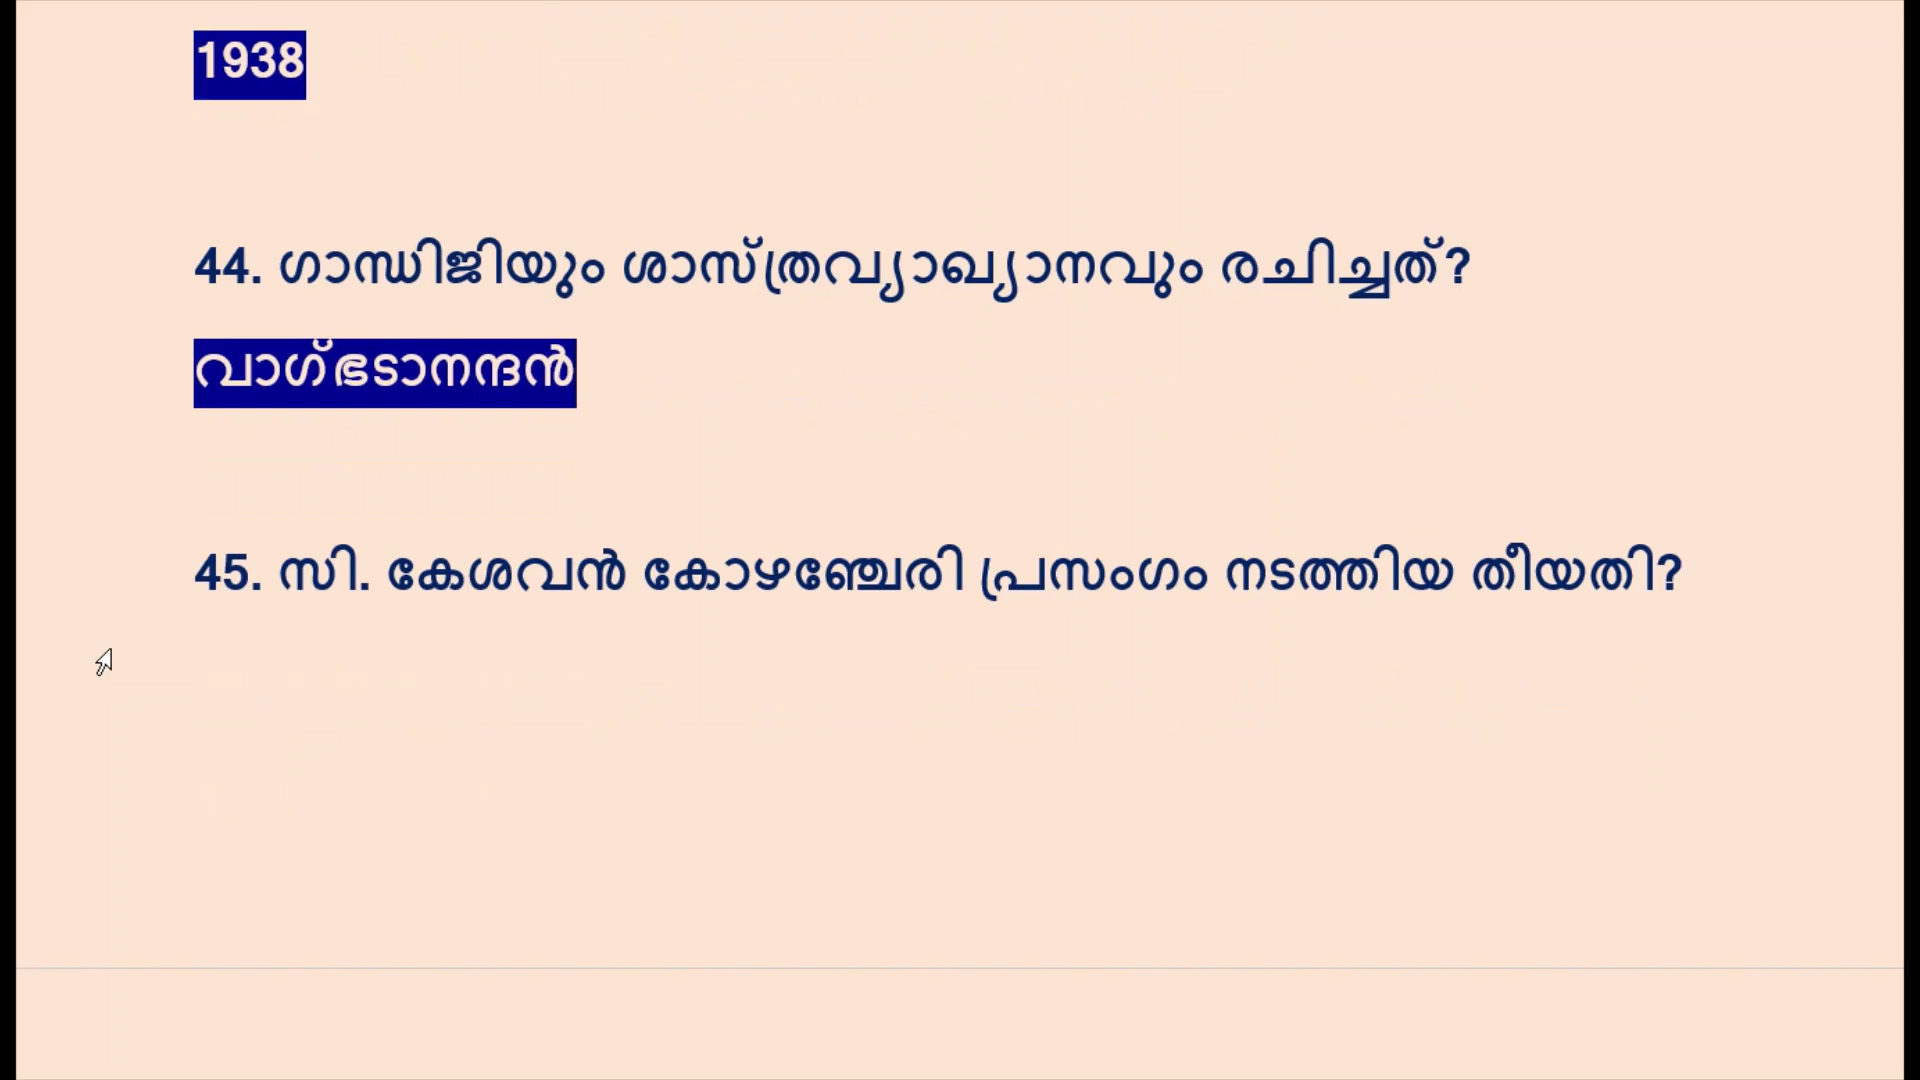 1938
44. ഗാന്ധിജിയും ശാസ്ത്രവ്യാഖ്യാനവും രചിച്ചത്?
വാഗ്ഭടാനന്ദൻ
45. സി. കേശവൻ കോഴഞ്ചേരി പ്രസംഗം നടത്തിയ തീയതി?